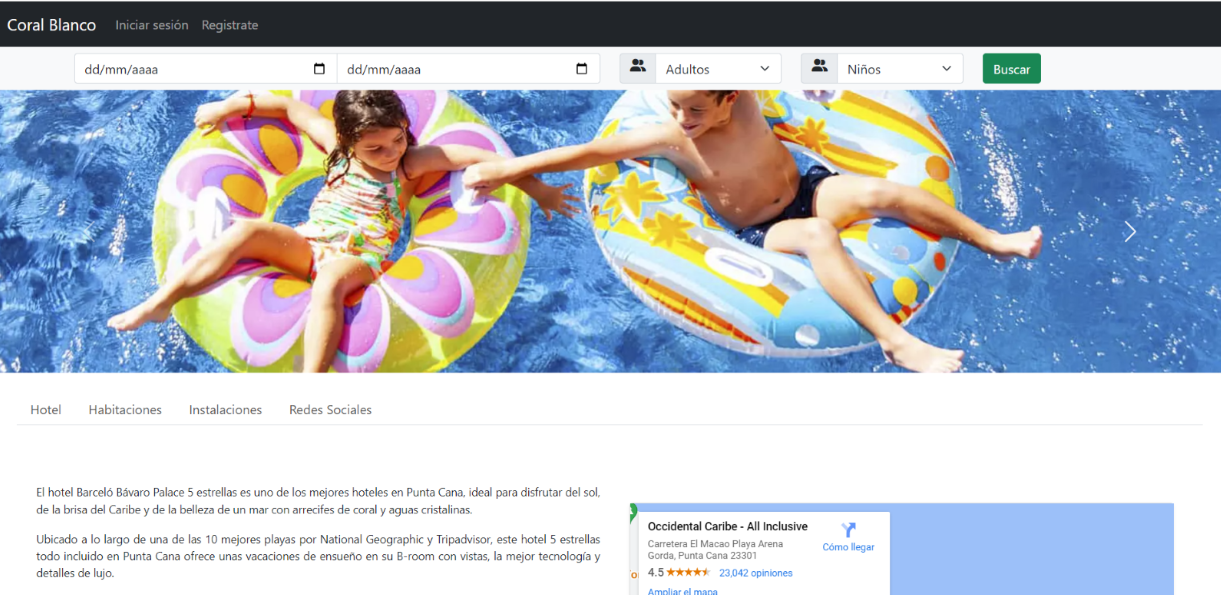 Coral Blanco Iniciar sesión Registrate
dd/mm/aaaa dd/mm/aaaa Adultos Niños Buscar
Hotel Habitaciones Instalaciones Redes Sociales
El hotel Barceló Bávaro Palace 5 estrellas es uno de los mejores hoteles en Punta Cana, ideal para disfrutar del sol,
de la brisa del Caribe y de la belleza de un mar con arrecifes de coral y aguas cristalinas.
Ubicado a lo largo de una de las 10 mejores playas por National Geographic y Tripadvisor, este hotel 5 estrellas
todo incluido en Punta Cana ofrece unas vacaciones de ensueño en su B-room con vistas, la mejor tecnología y
detalles de lujo.
Occidental Caribe - All Inclusive
Carretera El Macao Playa Arena
Gorda, Punta Cana 23301
Cómo llegar
4.5 23,042 opiniones
Ampliar el mapa